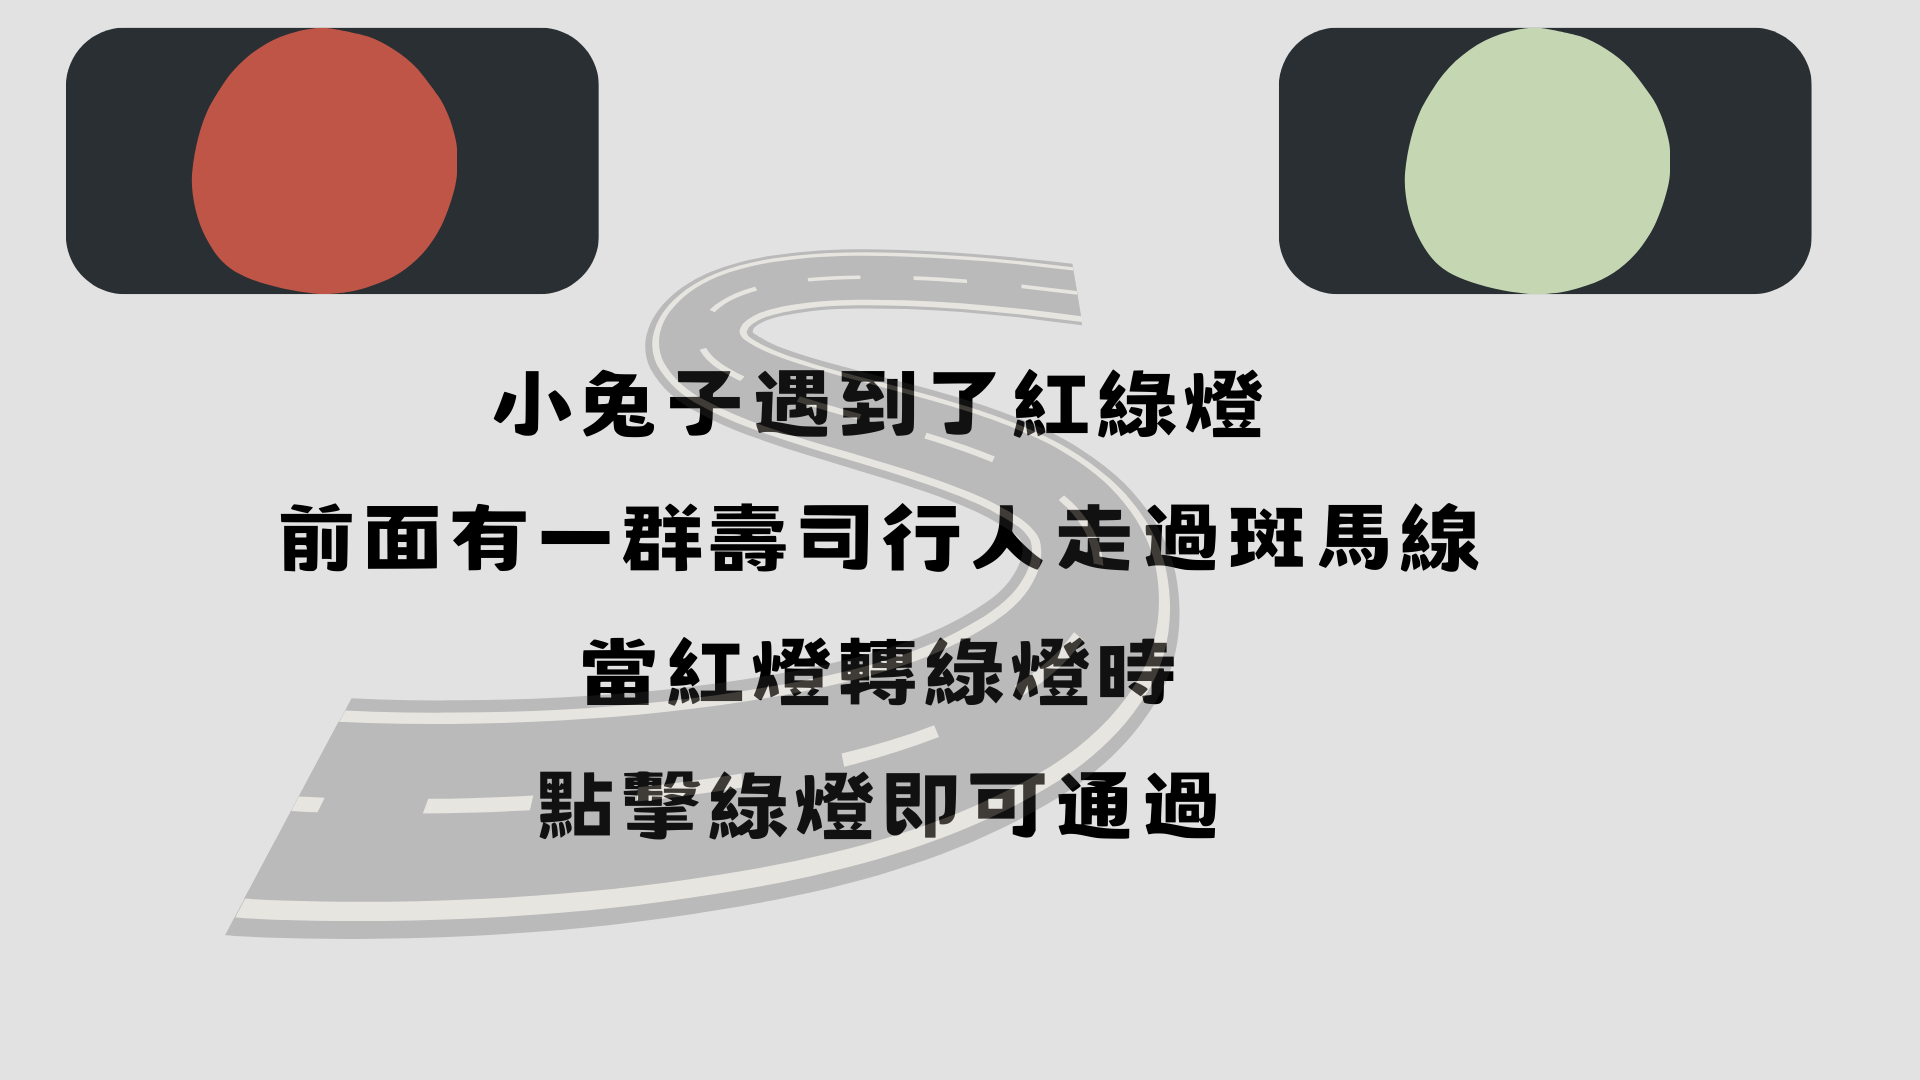 小兔子遇到了紅綠燈
前面有一群壽司行人走過斑馬線
當紅燈轉綠燈時
點擊綠燈即可通過